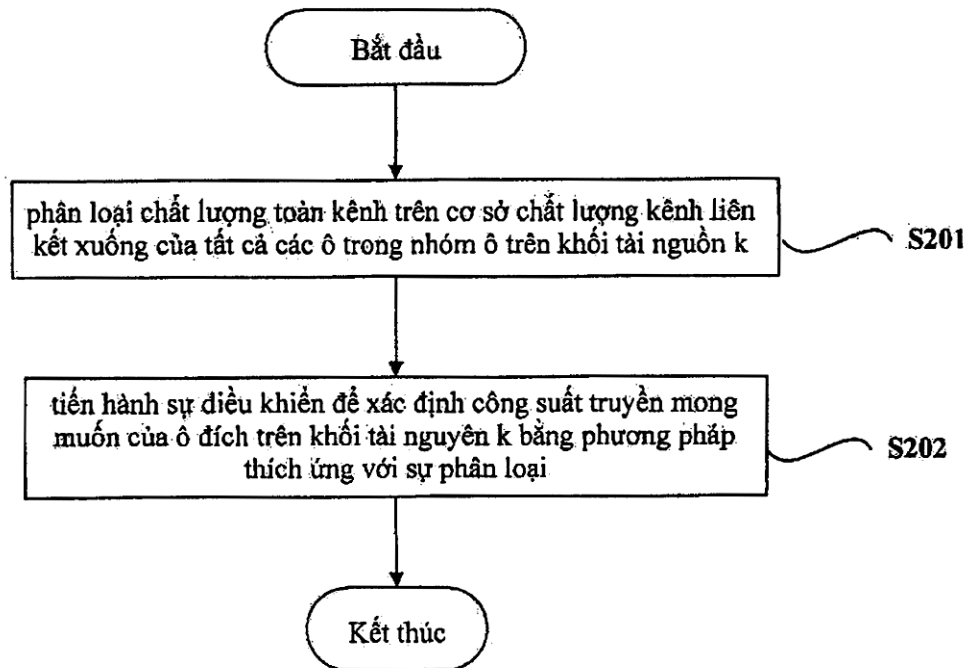 Bắt đầu
phân loại chất lượng toàn kênh trên cơ sở chất lượng kênh liên
kết xuống của tất cả các ô trong nhóm ô trên khối tài nguồn k
S201
tiến hành sự điều khiển để xác định công suất truyền mong
muốn của ô đích trên khối tài nguyên k bằng phương pháp
thích ứng với sự phân loại
S202
Kết thúc